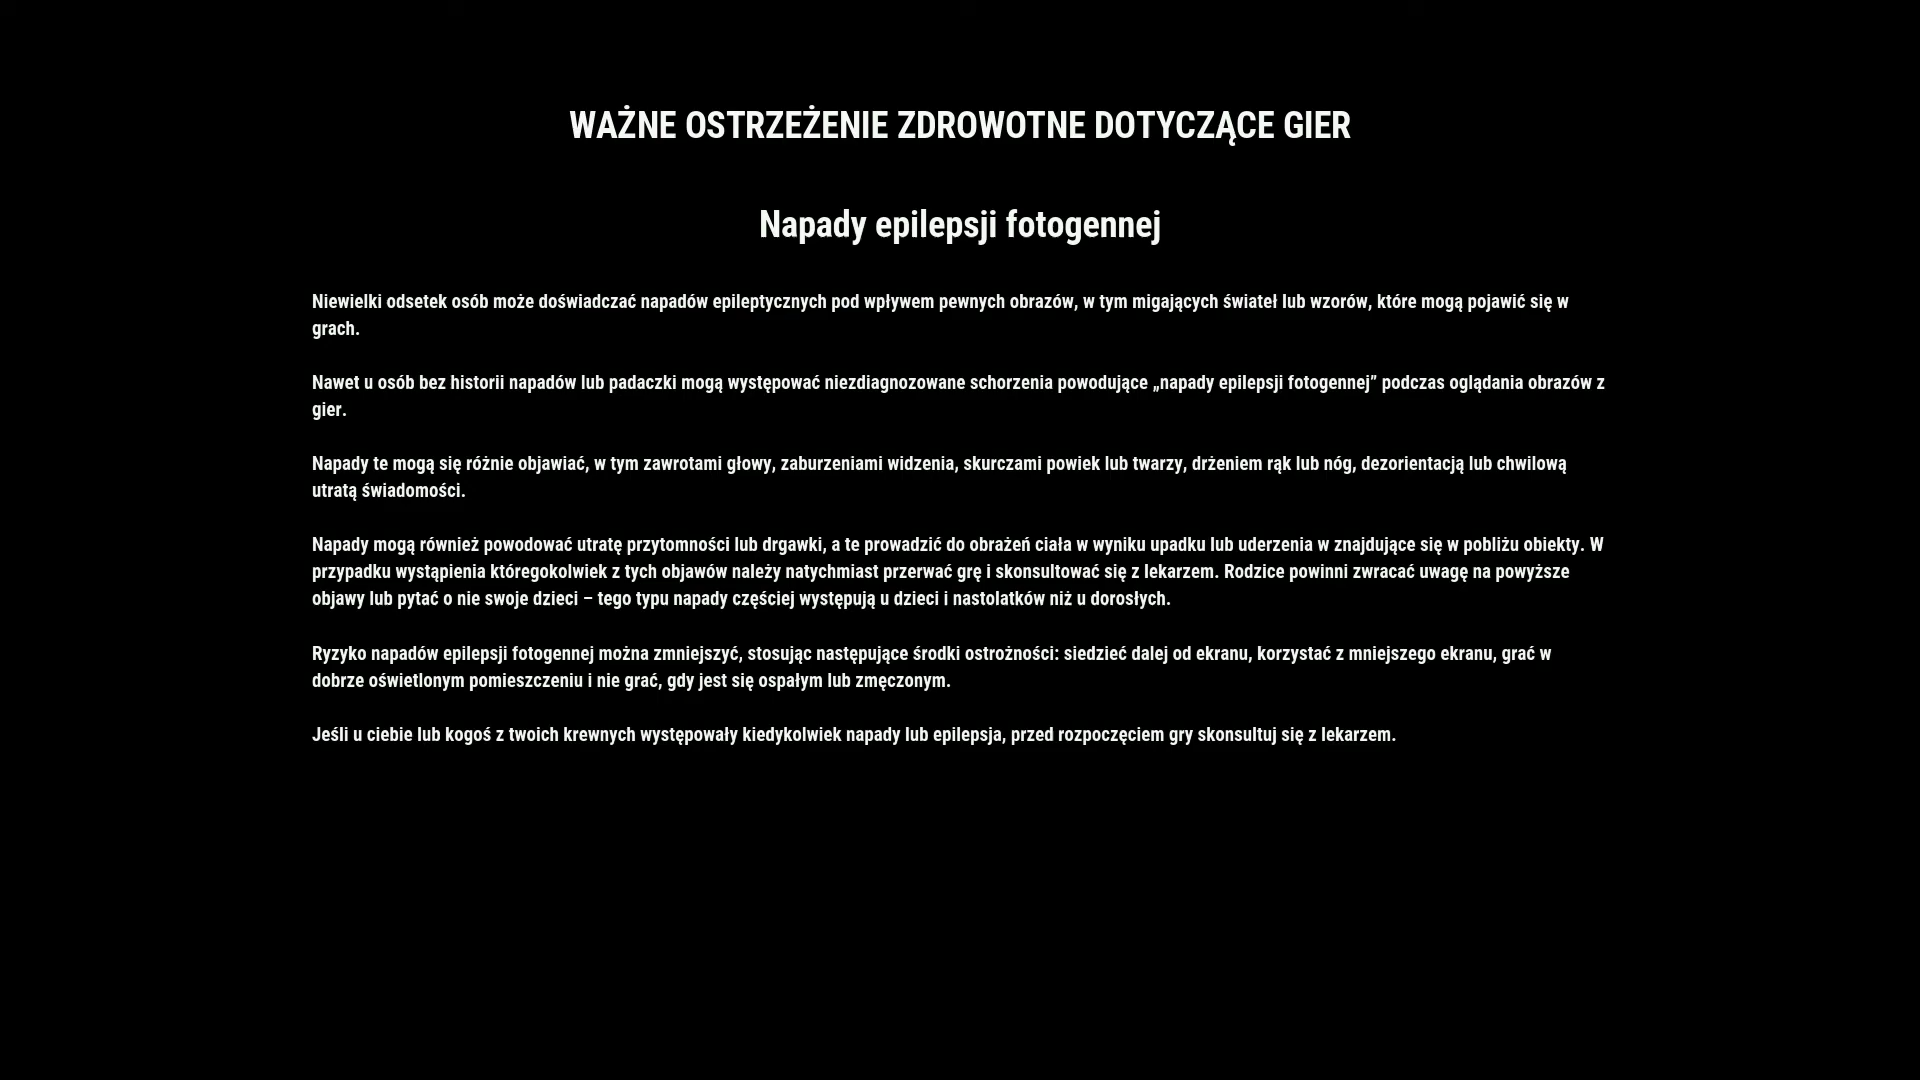 WAŻNE OSTRZEŻENIE ZDROWOTNE DOTYCZĄCE GIER
Napady epilepsji fotogennej
Niewielki odsetek osób może doświadczać napadów epileptycznych pod wpływem pewnych obrazów, w tym migających świateł lub wzorów, które mogą pojawić się w
grach.
Nawet u osób bez historii napadów lub padaczki mogą występować niezdiagnozowane schorzenia powodujące „napady epilepsji fotogennej” podczas oglądania obrazów z
gier.
Napady te mogą się różnie objawiać, w tym zawrotami głowy, zaburzeniami widzenia, skurczami powiek lub twarzy, drżeniem rąk lub nóg, dezorientacją lub chwilową
utratą świadomości.
Napady mogą również powodować utratę przytomności lub drgawki, a te prowadzić do obrażeń ciała w wyniku upadku lub uderzenia w znajdujące się w pobliżu obiekty. W
przypadku wystąpienia któregokolwiek z tych objawów należy natychmiast przerwać grę i skonsultować się z lekarzem. Rodzice powinni zwracać uwagę na powyższe
objawy lub pytać o nie swoje dzieci – tego typu napady częściej występują u dzieci i nastolatków niż u dorosłych.
Ryzyko napadów epilepsji fotogennej można zmniejszyć, stosując następujące środki ostrożności: siedzieć dalej od ekranu, korzystać z mniejszego ekranu, grać w
dobrze oświetlonym pomieszczeniu i nie grać, gdy jest się ospałym lub zmęczonym.
Jeśli u ciebie lub kogoś z twoich krewnych występowały kiedykolwiek napady lub epilepsja, przed rozpoczęciem gry skonsultuj się z lekarzem.